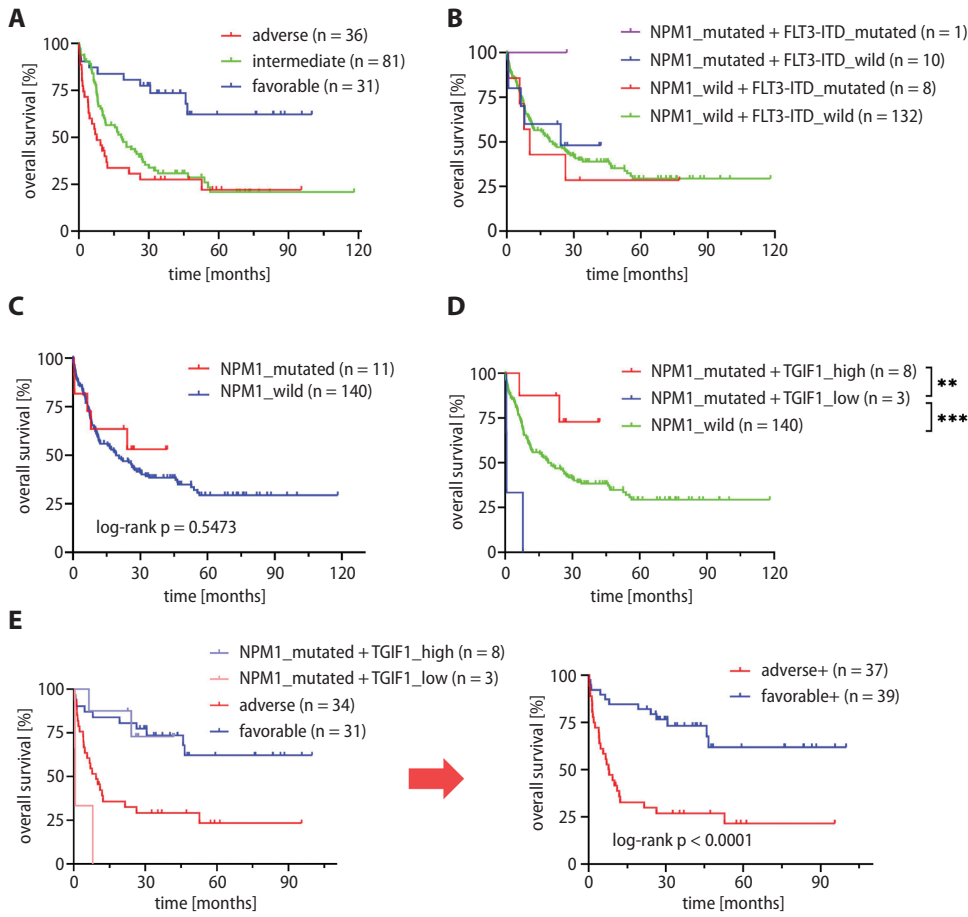 A
adverse (n = 36)
intermediate (n = 81)
favorable (n = 31)
overall survival [%]
100
75
50
25
0
0 30 60 90 120
time [months]
B
NPM1_mutated + FLT3-ITD_mutated (n = 1)
NPM1_mutated + FLT3-ITD_wild (n = 10)
NPM1_wild + FLT3-ITD_mutated (n = 8)
NPM1_wild + FLT3-ITD_wild (n = 132)
overall survival [%]
100
75
50
25
0
0 30 60 90 120
time [months]
C
NPM1_mutated (n = 11)
NPM1_wild (n = 140)
overall survival [%]
100
75
50
25
0
log-rank p = 0.5473
0 30 60 90 120
time [months]
D
NPM1_mutated + TGIF1_high (n = 8)
NPM1_mutated + TGIF1_low (n = 3)
NPM1_wild (n = 140)
**
***
overall survival [%]
100
75
50
25
0
0 30 60 90 120
time [months]
E
NPM1_mutated + TGIF1_high (n = 8)
NPM1_mutated + TGIF1_low (n = 3)
adverse (n = 34)
favorable (n = 31)
overall survival [%]
100
75
50
25
0
0 30 60 90
time [months]
adverse+ (n = 37)
favorable+ (n = 39)
overall survival [%]
100
75
50
25
0
log-rank p < 0.0001
0 30 60 90
time [months]